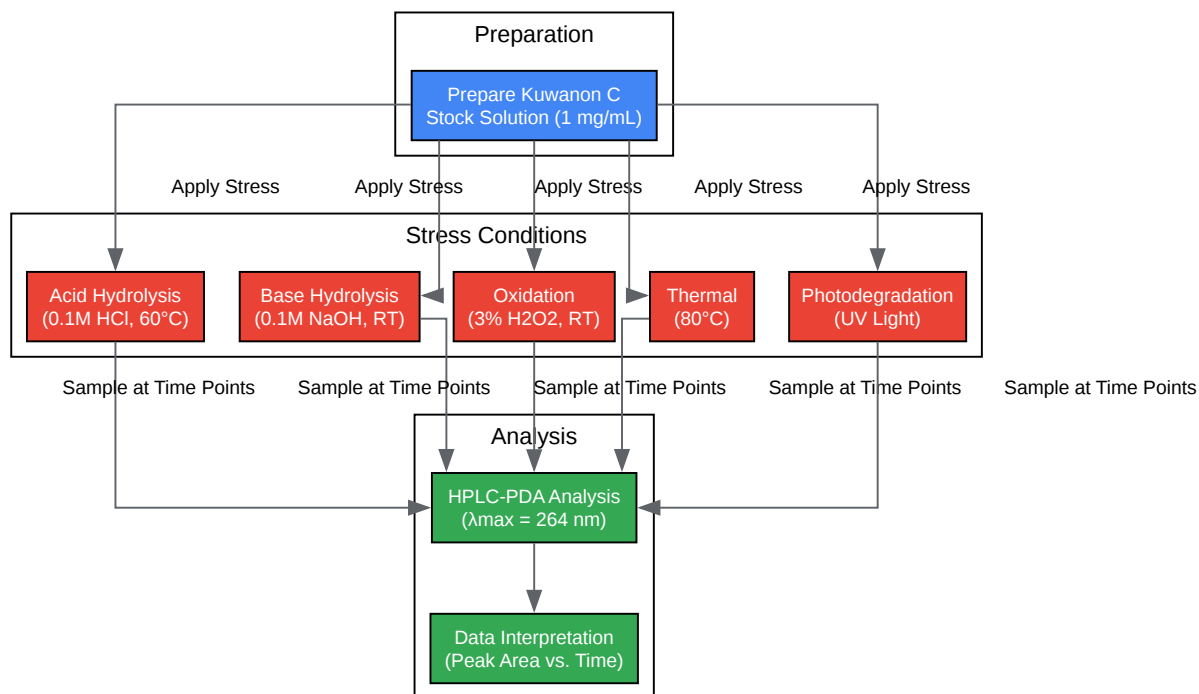 Preparation
Prepare Kuwanon C
Stock Solution (1 mg/mL)
Apply Stress
Apply Stress
Apply Stress
Apply Stress
Apply Stress
Stress Conditions
Acid Hydrolysis
(0.1M HCl, 60°C)
Base Hydrolysis
(0.1M NaOH, RT)
Oxidation
(3% H2O2, RT)
Thermal
(80°C)
Photodegradation
(UV Light)
Sample at Time Points
Sample at Time Points
Sample at Time Points
Sample at Time Points
Sample at Time Points
Analysis
HPLC-PDA Analysis
(λmax = 264 nm)
Data Interpretation
(Peak Area vs. Time)